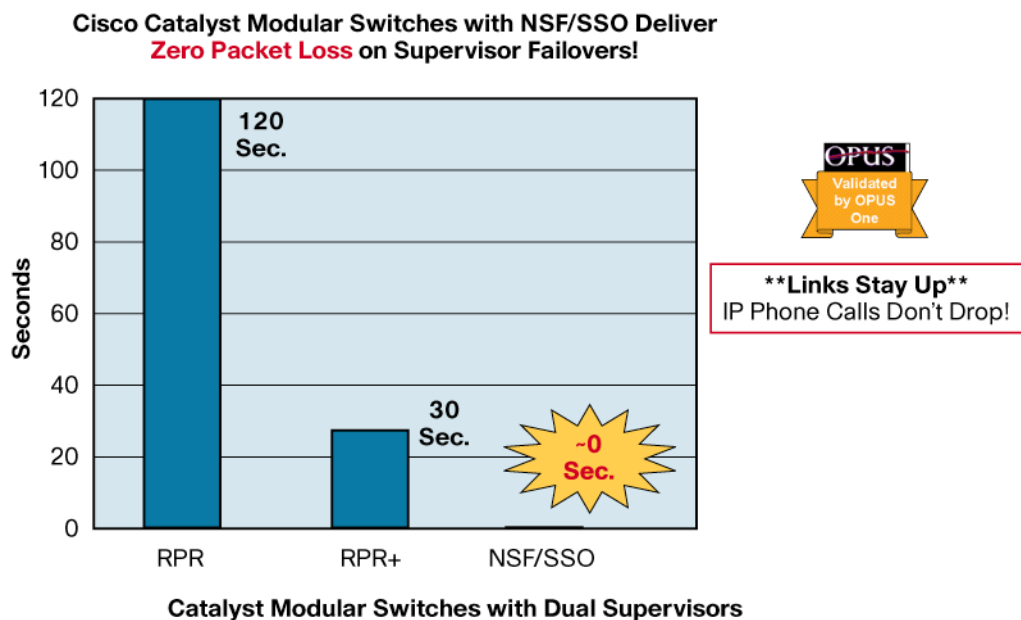 Cisco Catalyst Modular Switches with NSF/SSO Deliver
Zero Packet Loss on Supervisor Failovers!
Seconds
120
100
80
60
40
20
0
120
Sec.
30
Sec.
~0
Sec.
RPR
RPR+
NSF/SSO
Catalyst Modular Switches with Dual Supervisors
OPUS
Validated
by OPUS
One
**Links Stay Up**
IP Phone Calls Don't Drop!